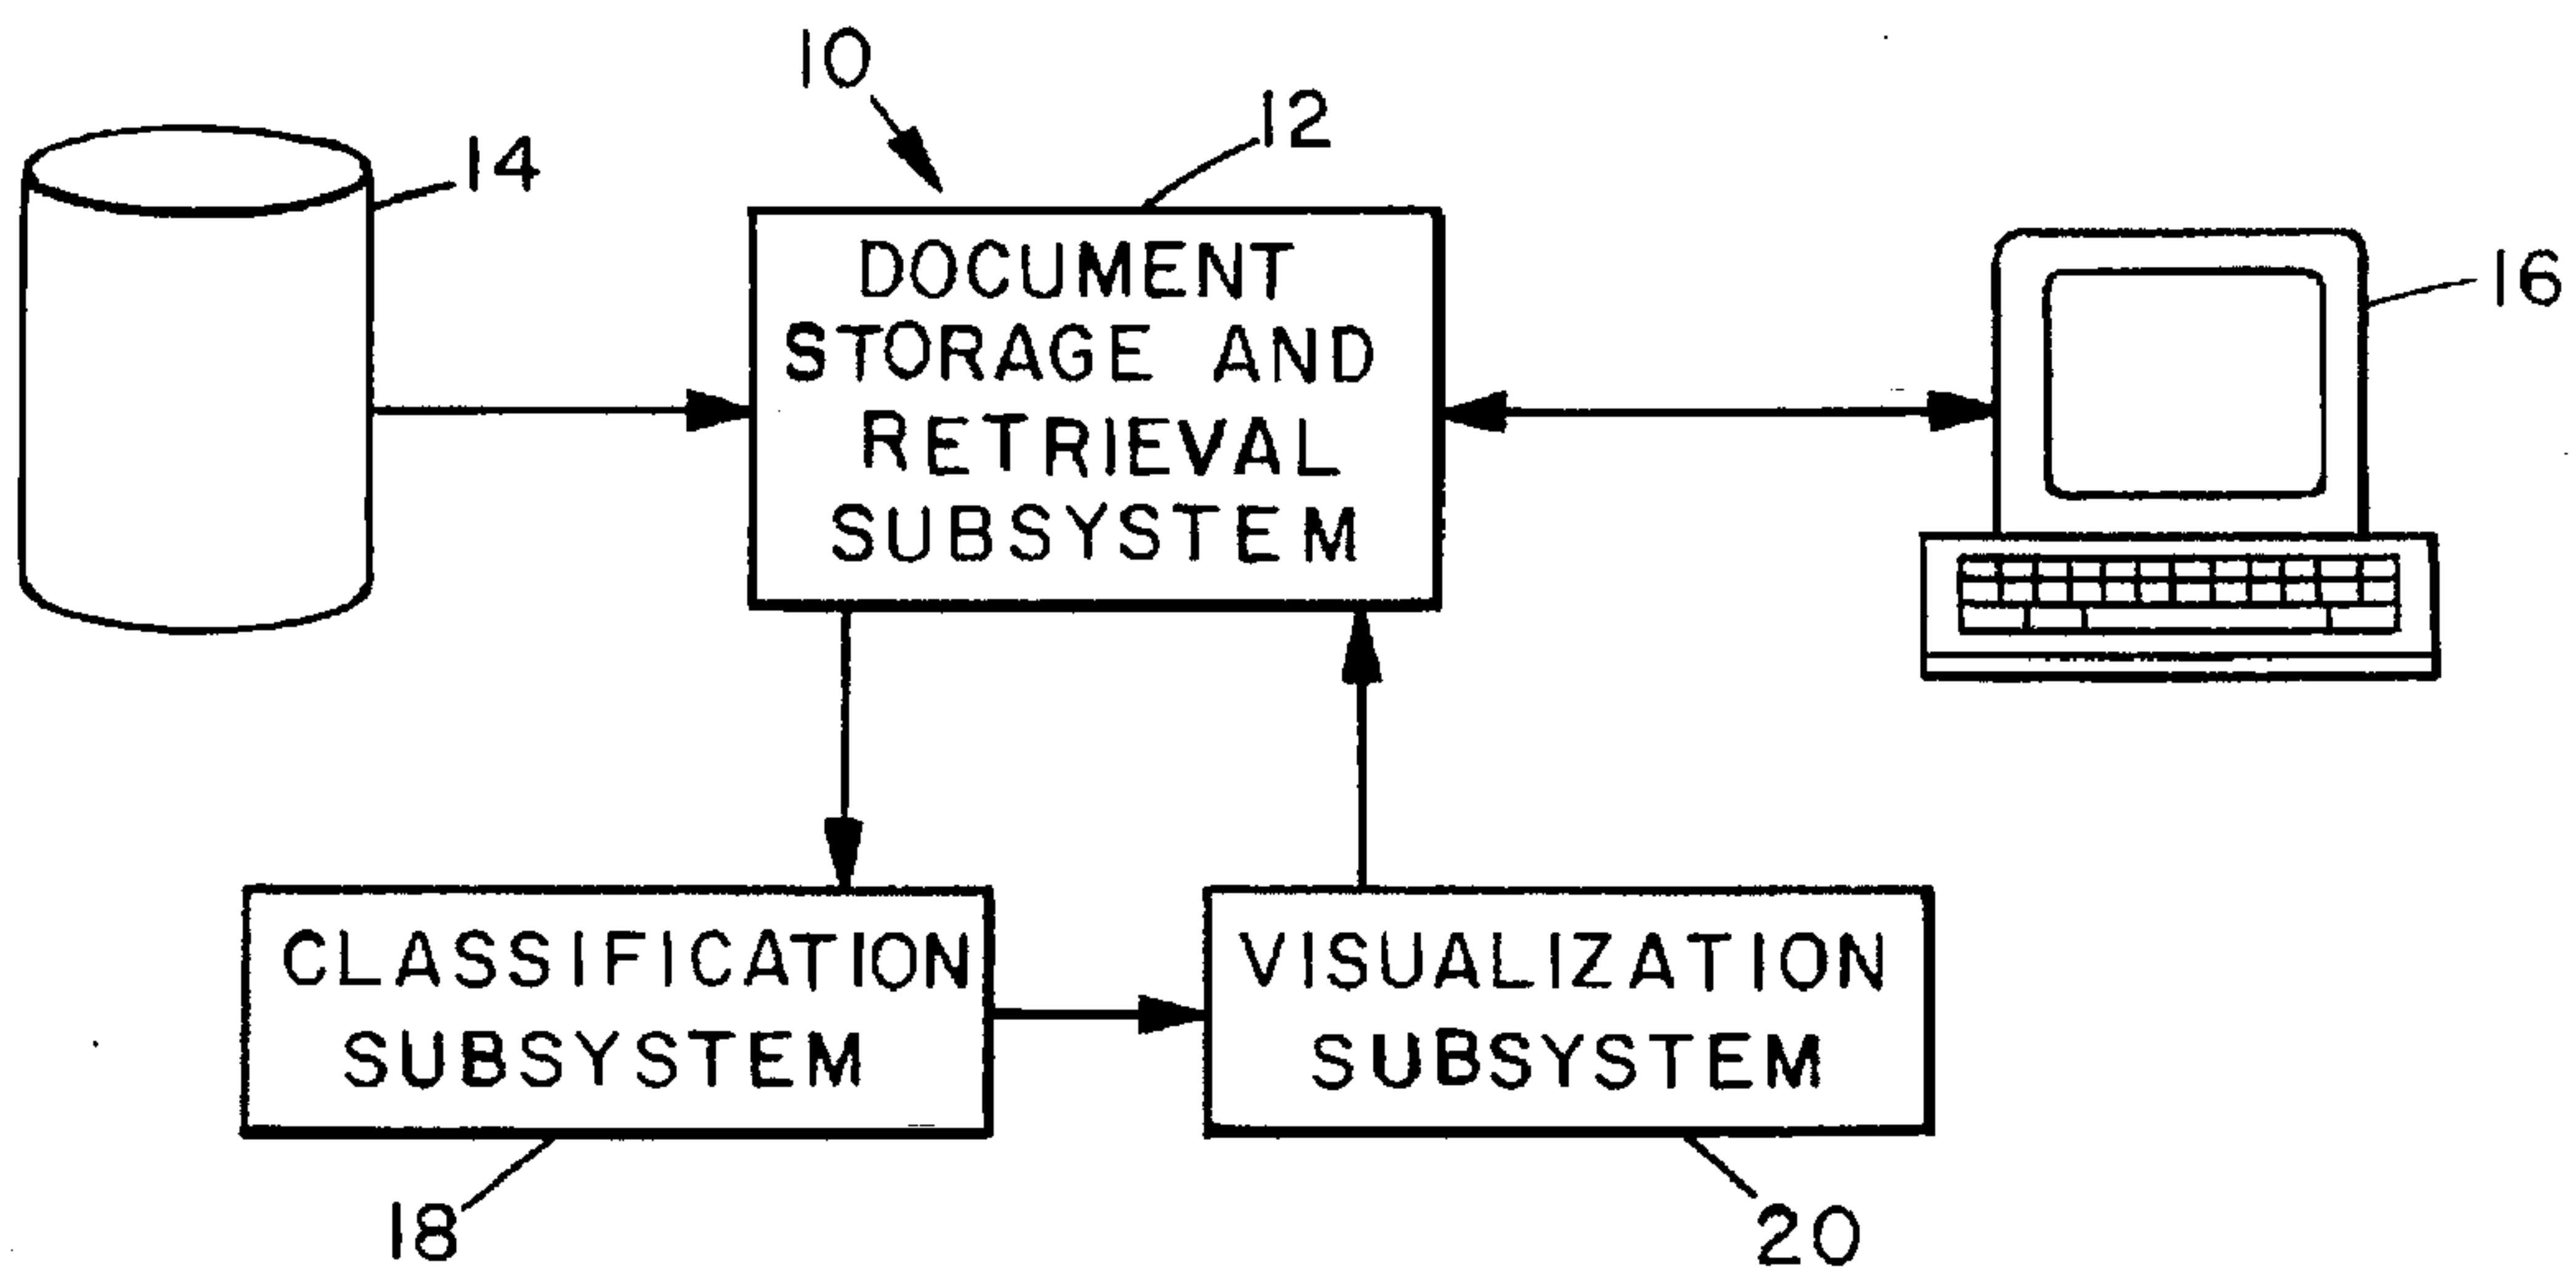 10
12
14
DOCUMENT
STORAGE AND
RETRIEVAL
SUBSYSTEM
16
CLASSIFICATION
SUBSYSTEM
VISUALIZATION
SUBSYSTEM
18
20